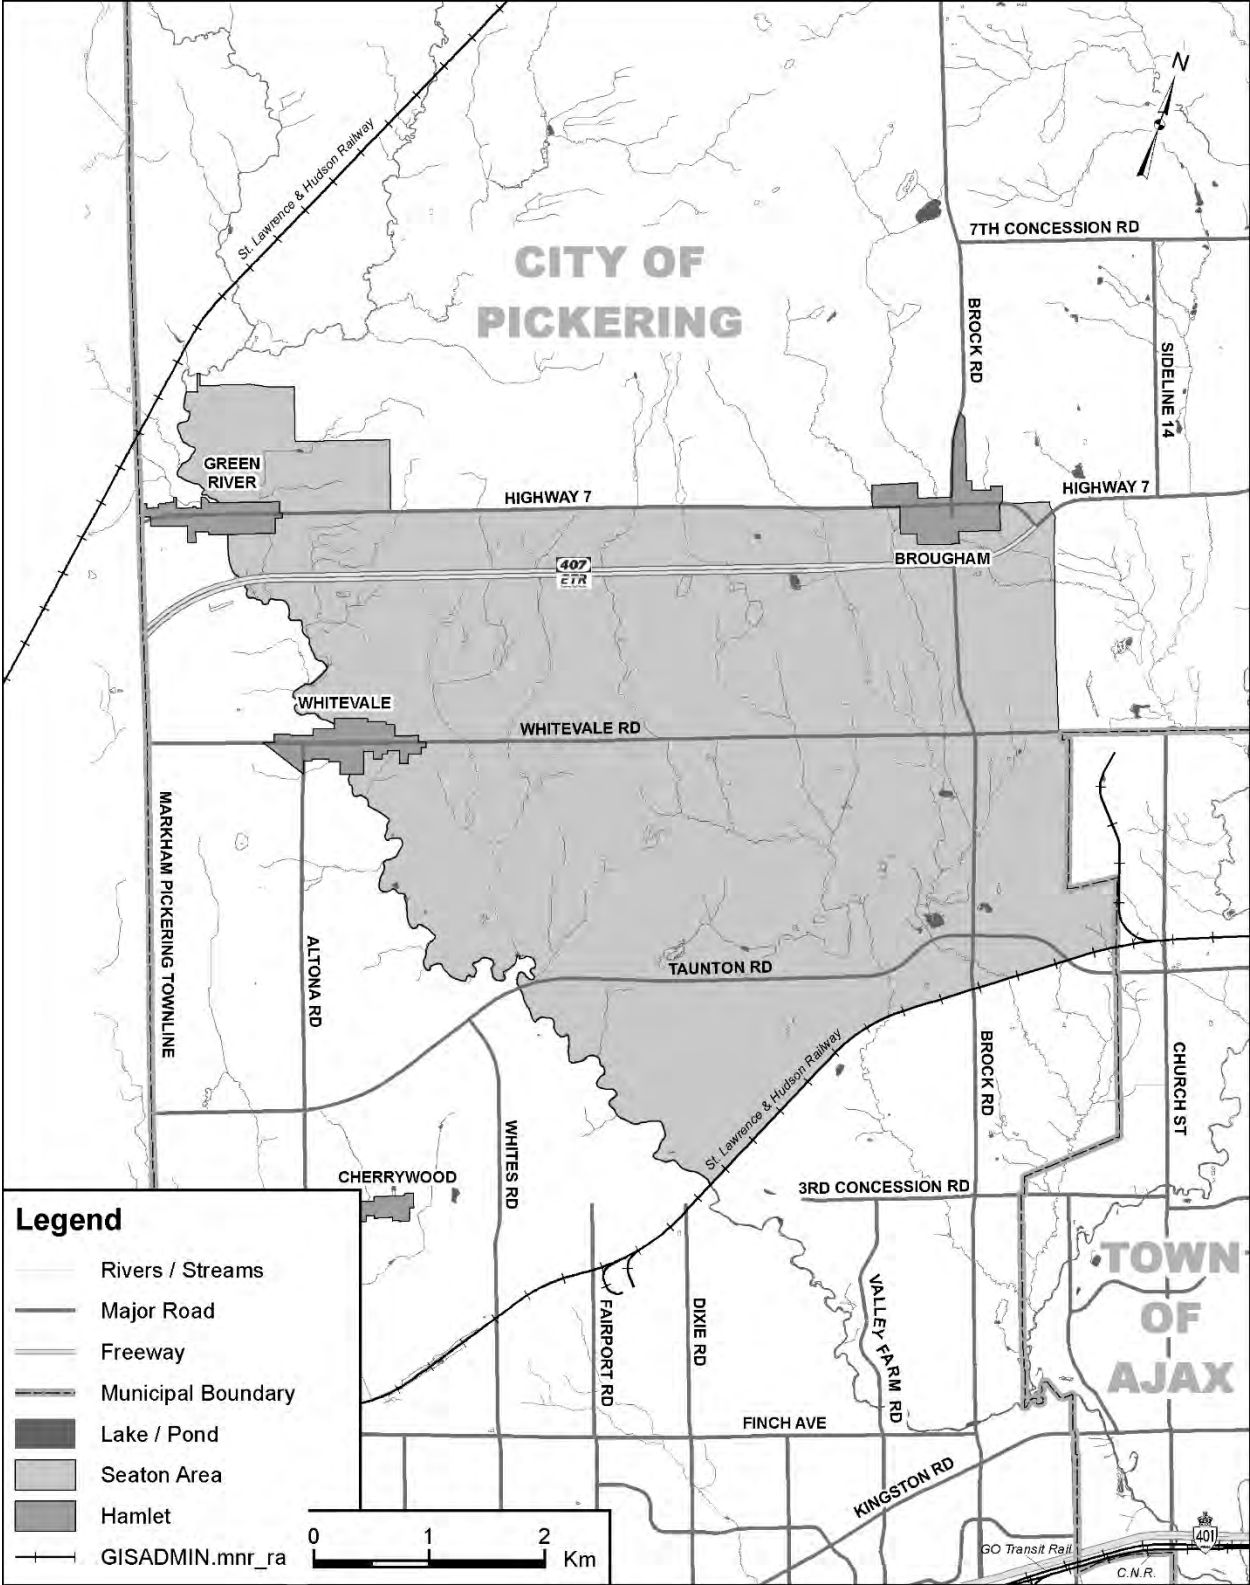 N
St. Lawrence & Hudson Railway
7TH CONCESSION RD
CITY OF
PICKERING
BROCK RD
SIDELINE 14
GREEN
RIVER
HIGHWAY 7
HIGHWAY 7
BROUGHAM
407
ETR
WHITEVALE
WHITEVALE RD
MARKHAM PICKERING TOWNLINE
ALTONA RD
TAUNTON RD
St. Lawrence & Hudson Railway
BROCK RD
CHURCH ST
WHITES RD
CHERRYWOOD
3RD CONCESSION RD
TOWN
OF
AJAX
FAIRPORT RD
DIXIE RD
VALLEY FARM RD
FINCH AVE
KINGSTON RD
401
GO Transit Rail
C.N.R.
Legend
Rivers / Streams
Major Road
Freeway
Municipal Boundary
Lake / Pond
Seaton Area
Hamlet
GISADMIN.mnr_ra
0 1 2
Km